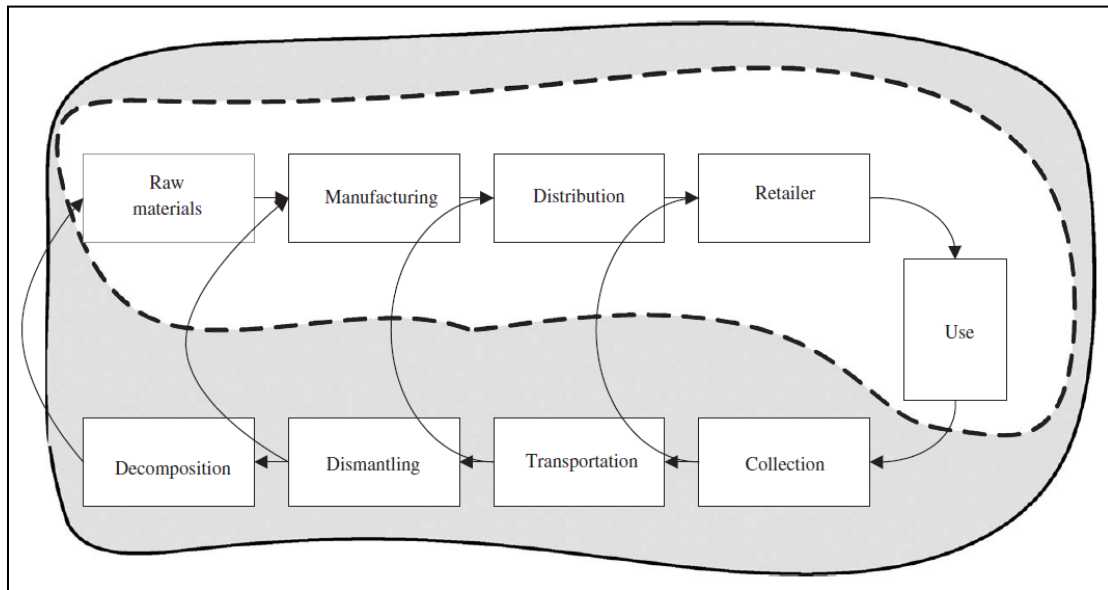 Raw
materials
Manufacturing
Distribution
Retailer
Use
Decomposition
Dismantling
Transportation
Collection